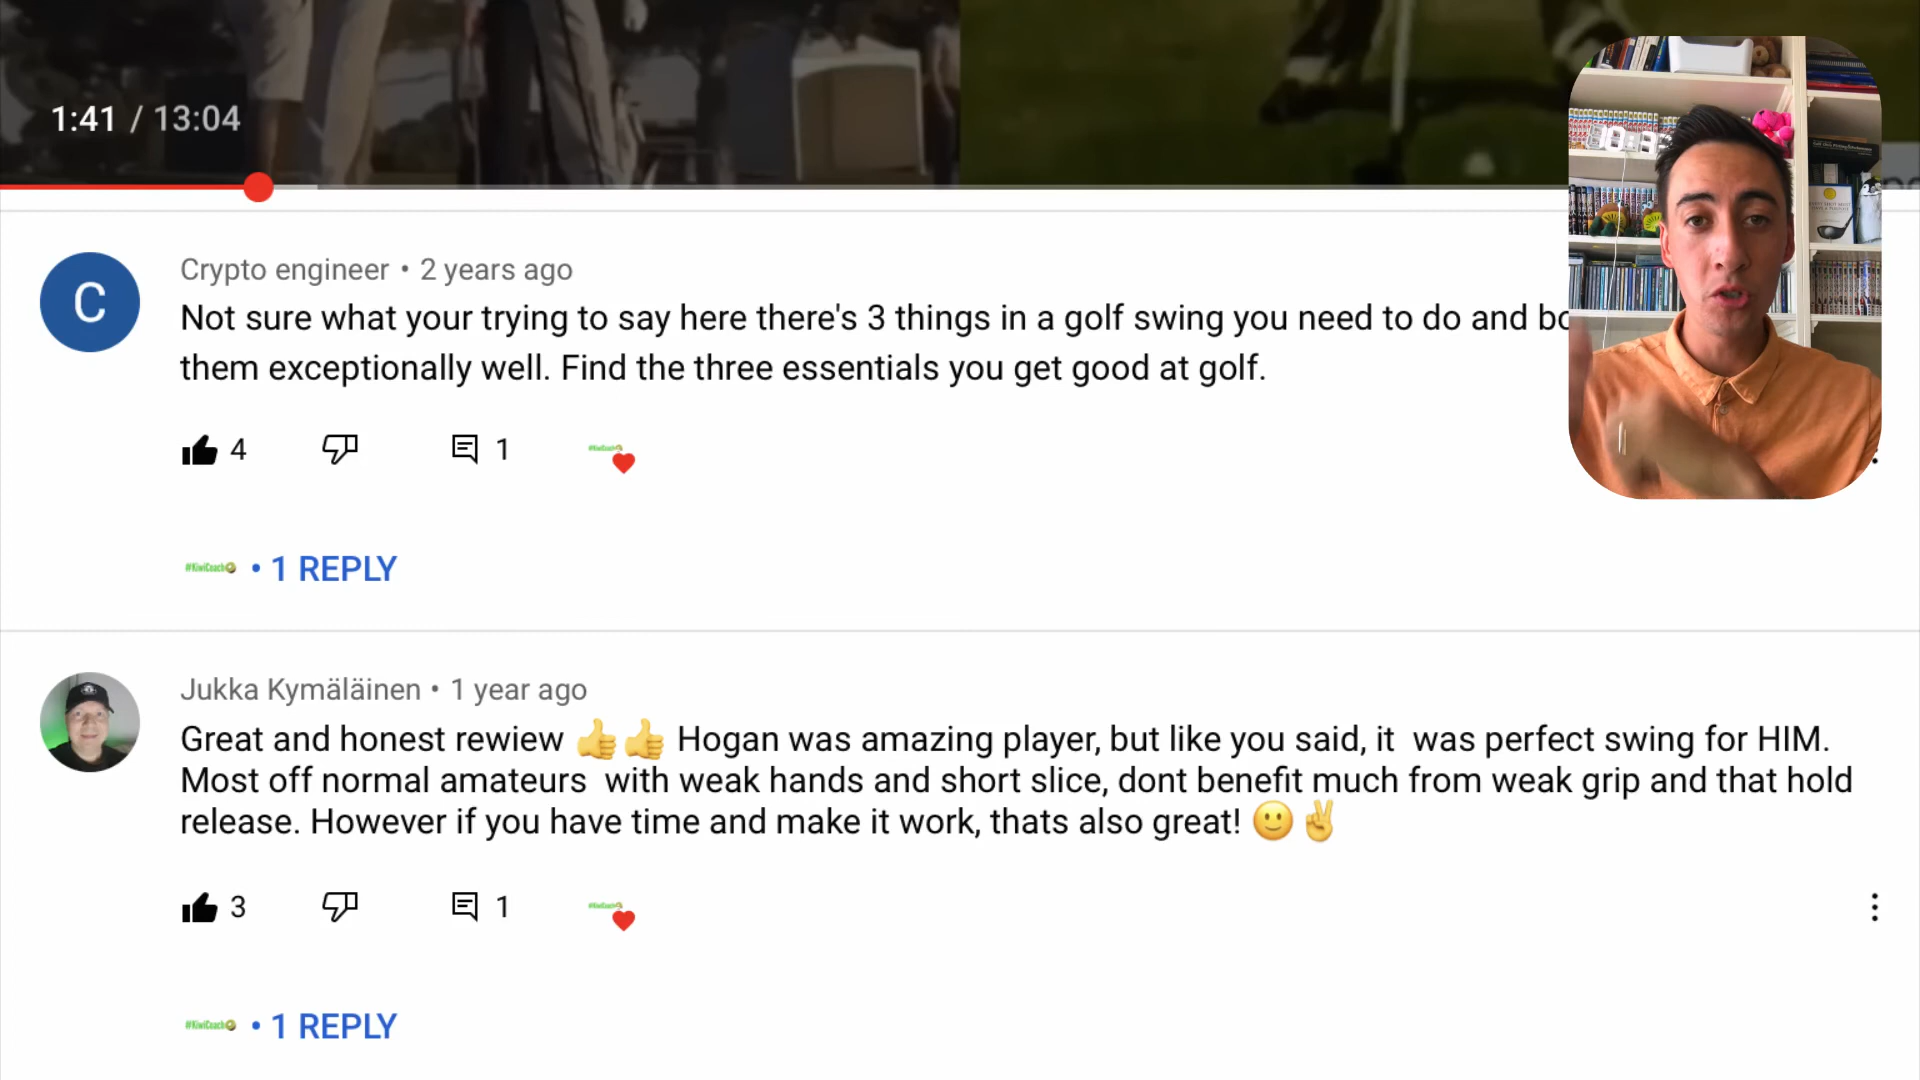 1:41 / 13:04
Crypto engineer • 2 years ago
Not sure what your trying to say here there's 3 things in a golf swing you need to do and
them exceptionally well. Find the three essentials you get good at golf.
4
1
#KiwiCoach • 1 REPLY
Jukka Kymäläinen • 1 year ago
Great and honest rewiew 👍👍 Hogan was amazing player, but like you said, it was perfect swing for HIM.
Most off normal amateurs with weak hands and short slice, dont benefit much from weak grip and that hold
release. However if you have time and make it work, thats also great! 🙂✌️
3
1
#KiwiCoach • 1 REPLY